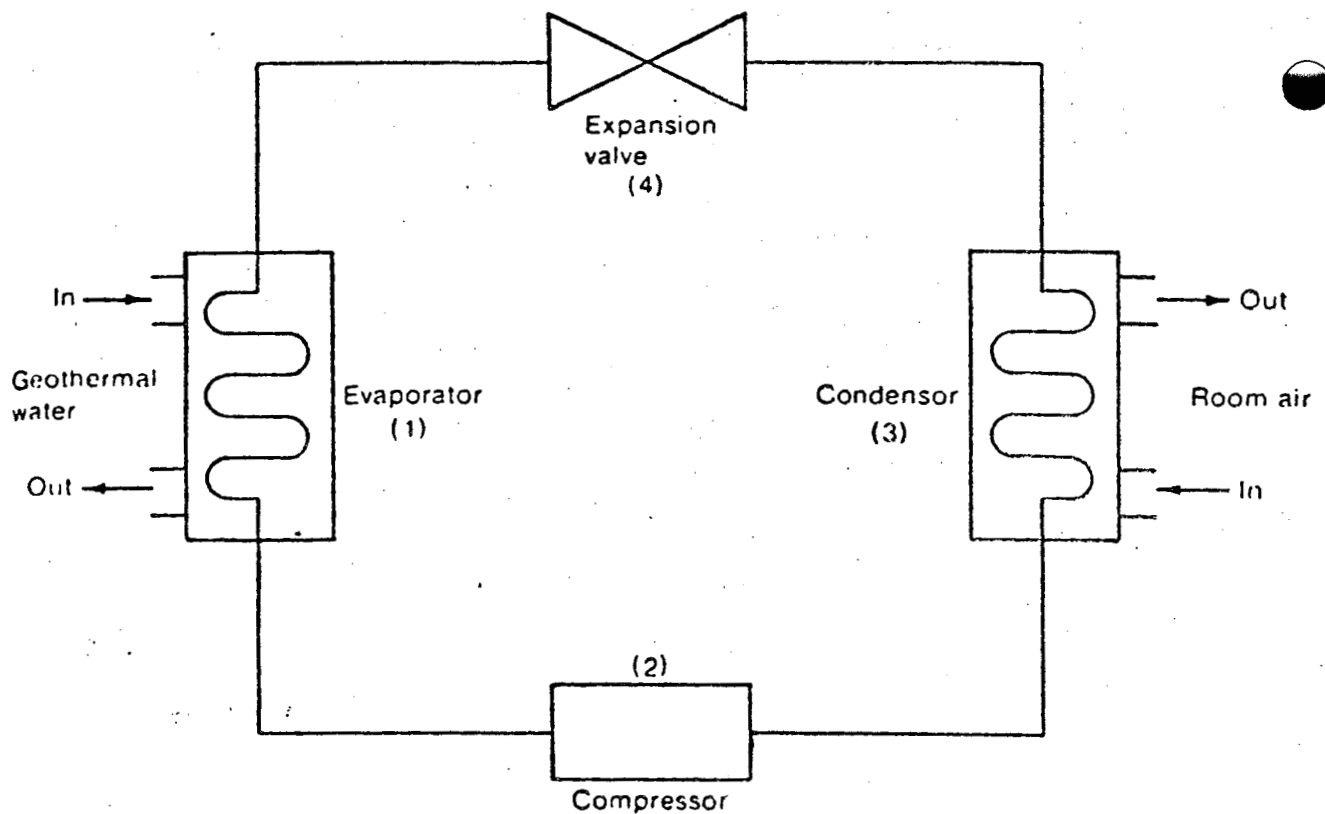 Expansion
valve
(4)
In
Out
Geothermal
water
Evaporator
(1)
Condensor
(3)
Room air
Out
In
(2)
Compressor